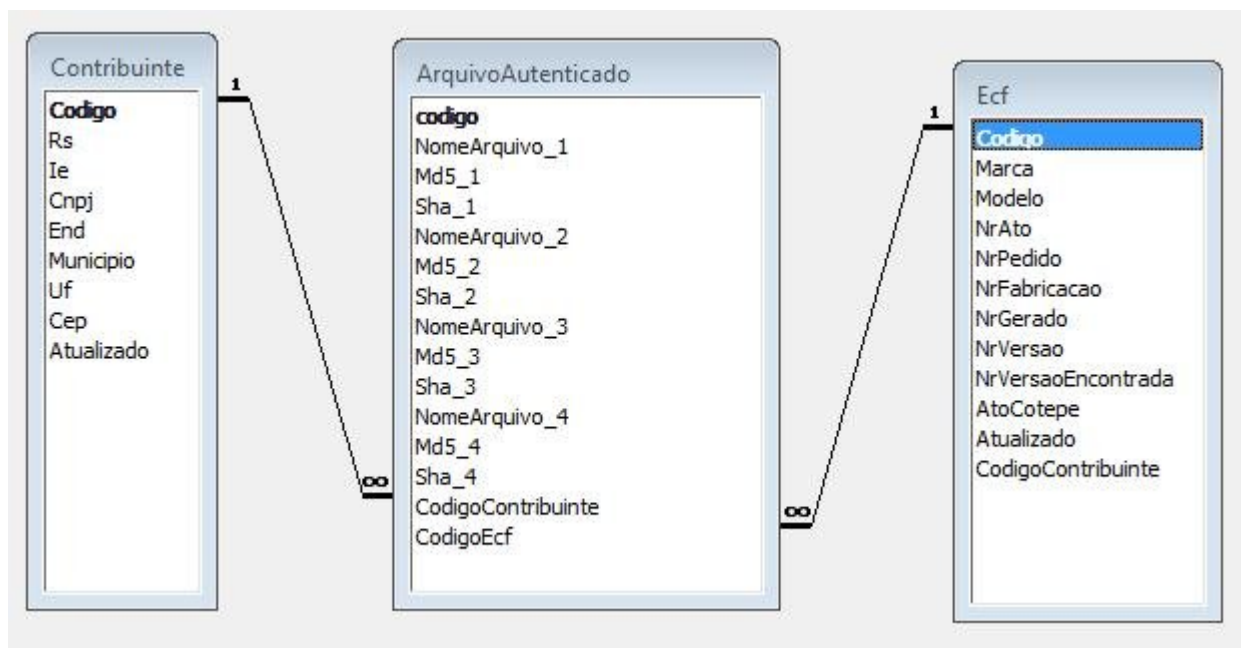 Contribuinte
Codigo
Rs
Ie
Cnpj
End
Municipio
Uf
Cep
Atualizado
1
∞
ArquivoAutenticado
codigo
NomeArquivo_1
Md5_1
Sha_1
NomeArquivo_2
Md5_2
Sha_2
NomeArquivo_3
Md5_3
Sha_3
NomeArquivo_4
Md5_4
Sha_4
CodigoContribuinte
CodigoEcf
∞
1
Ecf
Codigo
Marca
Modelo
NrAto
NrPedido
NrFabricacao
NrGerado
NrVersao
NrVersaoEncontrada
AtoCotepe
Atualizado
CodigoContribuinte